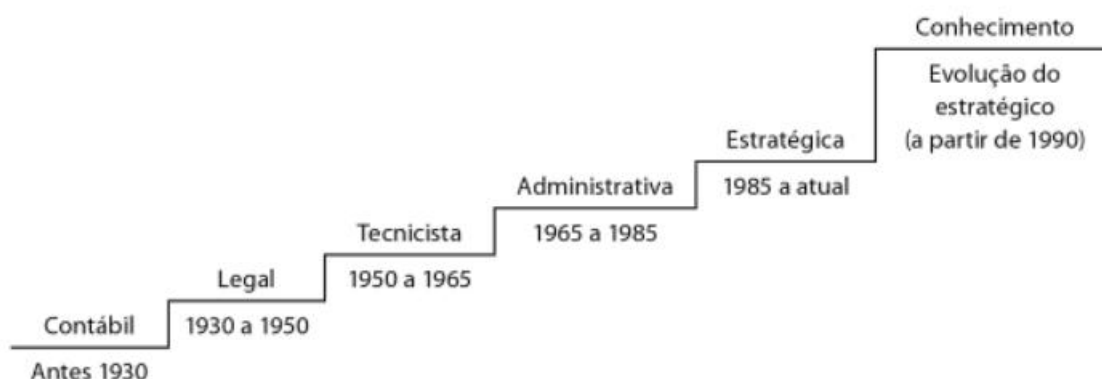 Contábil
Antes 1930
Legal
1930 a 1950
Tecnicista
1950 a 1965
Administrativa
1965 a 1985
Estratégica
1985 a atual
Conhecimento
Evolução do
estratégico
(a partir de 1990)